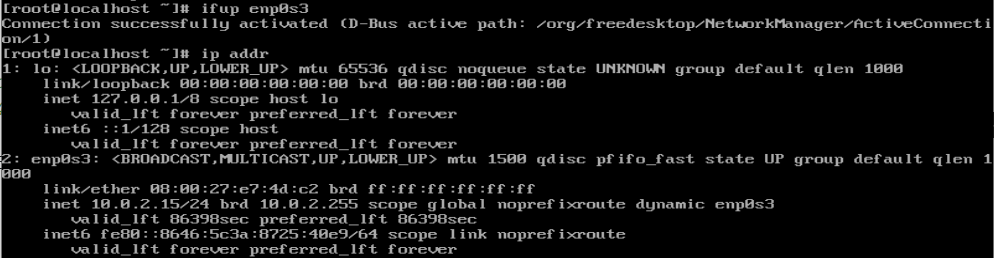 [root@localhost ~]# ifup enp0s3
Connection successfully activated (D-Bus active path: /org/freedesktop/NetworkManager/ActiveConnecti
on/1)
[root@localhost ~]# ip addr
1: lo: <LOOPBACK,UP,LOWER_UP> mtu 65536 qdisc noqueue state UNKNOWN group default qlen 1000
    link/loopback 00:00:00:00:00:00 brd 00:00:00:00:00:00
    inet 127.0.0.1/8 scope host lo
       valid_lft forever preferred_lft forever
    inet6 ::1/128 scope host
       valid_lft forever preferred_lft forever
2: enp0s3: <BROADCAST,MULTICAST,UP,LOWER_UP> mtu 1500 qdisc pfifo_fast state UP group default qlen 1
000
    link/ether 08:00:27:e7:4d:c2 brd ff:ff:ff:ff:ff:ff
    inet 10.0.2.15/24 brd 10.0.2.255 scope global noprefixroute dynamic enp0s3
       valid_lft 86398sec preferred_lft 86398sec
    inet6 fe80::8646:5c3a:8725:40e9/64 scope link noprefixroute
       valid_lft forever preferred_lft forever